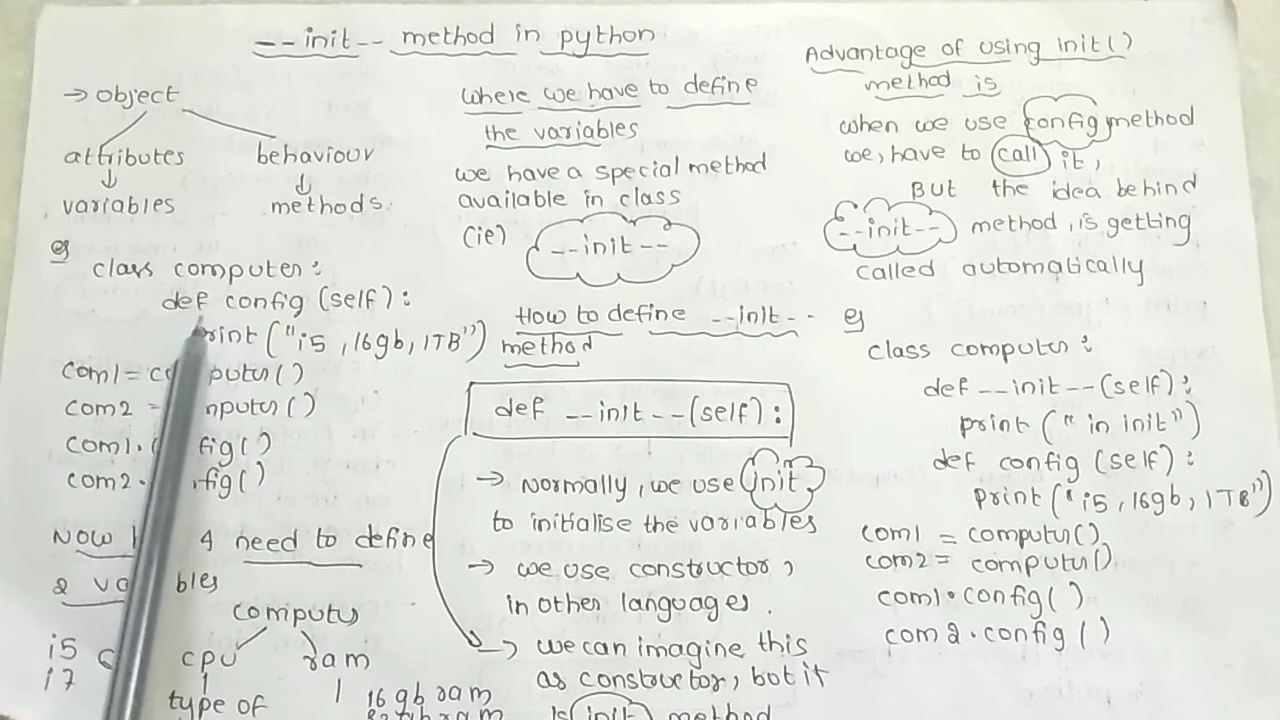 --init-- method in python
→ object
attributes behaviour
↓ ↓
variables methods.
eg
class computer:
def config (self):
print ("i5, 16gb, 1TB")
com1 = computer()
com2 = computer()
com1. fig()
com2. fig()
Now need to define
2 variables
computer
cpu ram
i5
i7
type of 16 gb ram
where we have to define
the variables
we have a special method
available in class
(ie) --init--
How to define --init--
method
def --init--(self):
→ Normally, we use init
to initialise the variables
→ we use constructor,
in other languages.
→ we can imagine this
as constructor, but it
is init method
Advantage of using init()
method is
when we use config method
we, have to call it,
But the idea behind
--init-- method, is getting
called automatically
eg
class computer:
def --init--(self):
print ("in init")
def config (self):
print ("i5, 16gb, 1TB")
com1 = computer()
com2 = computer()
com1.config()
com2.config()